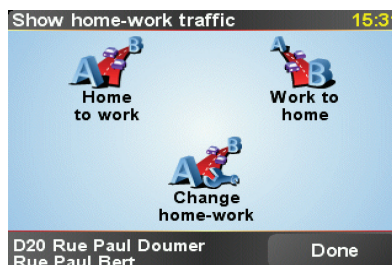 Show home-work traffic
15:3
A B
Home
to work
A B
Work to
home
A B
Change
home-work
D20 Rue Paul Doumer
Rue Paul Bert
Done